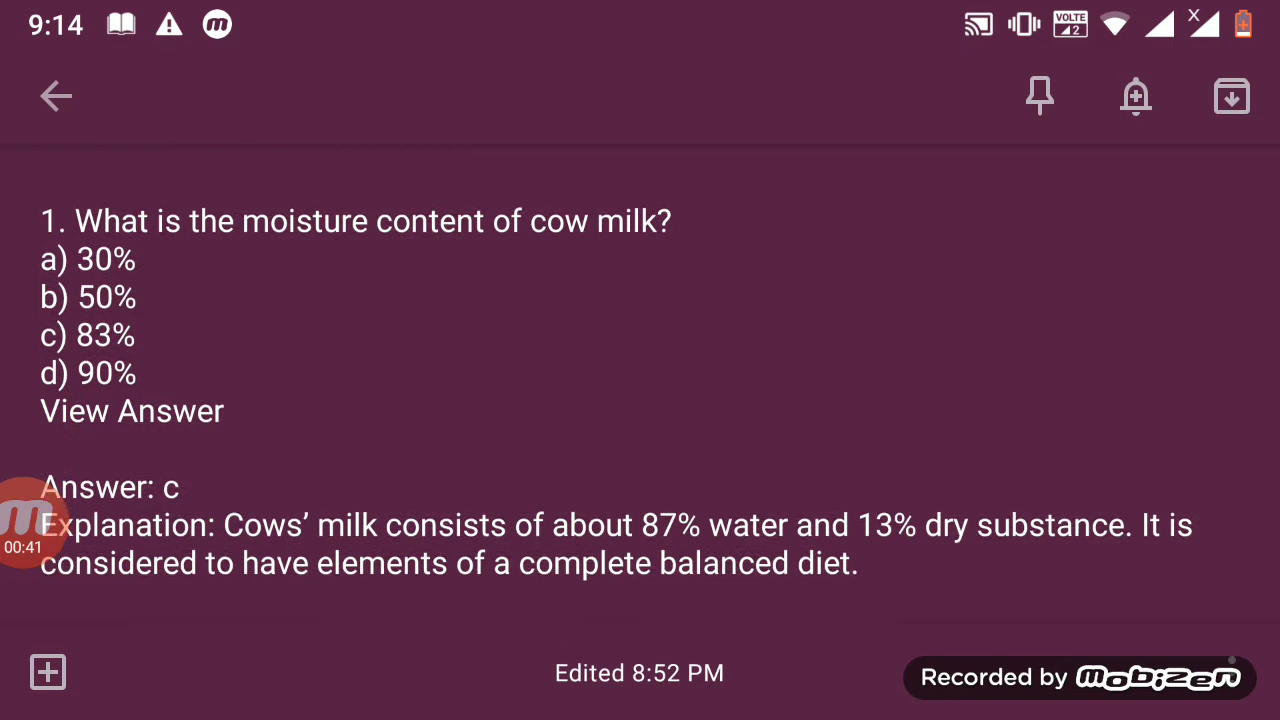 9:14
VOLTE
2
X
1. What is the moisture content of cow milk?
a) 30%
b) 50%
c) 83%
d) 90%
View Answer
Answer: c
Explanation: Cows’ milk consists of about 87% water and 13% dry substance. It is
00:41
considered to have elements of a complete balanced diet.
Edited 8:52 PM
Recorded by mobizen